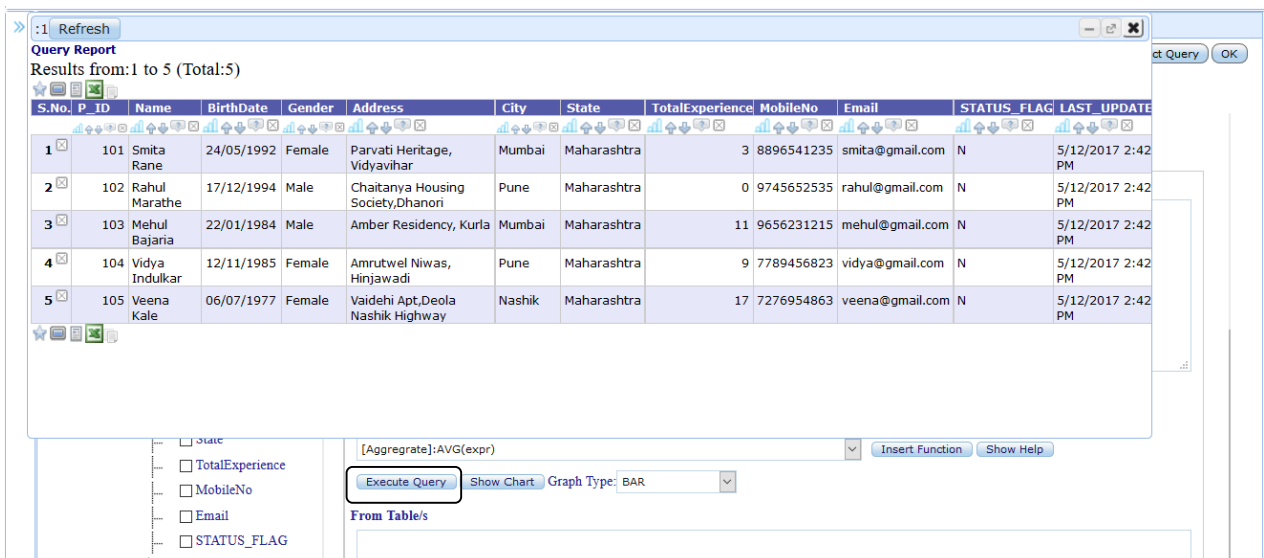 :1 Refresh
Query Report
ct Query OK
Results from:1 to 5 (Total:5)
S.No. P_ID Name BirthDate Gender Address City State TotalExperience MobileNo Email STATUS_FLAG LAST_UPDATE
1 101 Smita Rane 24/05/1992 Female Parvati Heritage, Vidyavihar Mumbai Maharashtra 3 8896541235 smita@gmail.com N 5/12/2017 2:42 PM
2 102 Rahul Marathe 17/12/1994 Male Chaitanya Housing Society,Dhanori Pune Maharashtra 0 9745652535 rahul@gmail.com N 5/12/2017 2:42 PM
3 103 Mehul Bajaria 22/01/1984 Male Amber Residency, Kurla Mumbai Maharashtra 11 9656231215 mehul@gmail.com N 5/12/2017 2:42 PM
4 104 Vidya Indulkar 12/11/1985 Female Amrutwel Niwas, Hinjawadi Pune Maharashtra 9 7789456823 vidya@gmail.com N 5/12/2017 2:42 PM
5 105 Veena Kale 06/07/1977 Female Vaidehi Apt,Deola Nashik Highway Nashik Maharashtra 17 7276954863 veena@gmail.com N 5/12/2017 2:42 PM
State
[Aggregrate]:AVG(expr) Insert Function Show Help
TotalExperience
Execute Query Show Chart Graph Type: BAR
MobileNo
Email
From Table/s
STATUS_FLAG